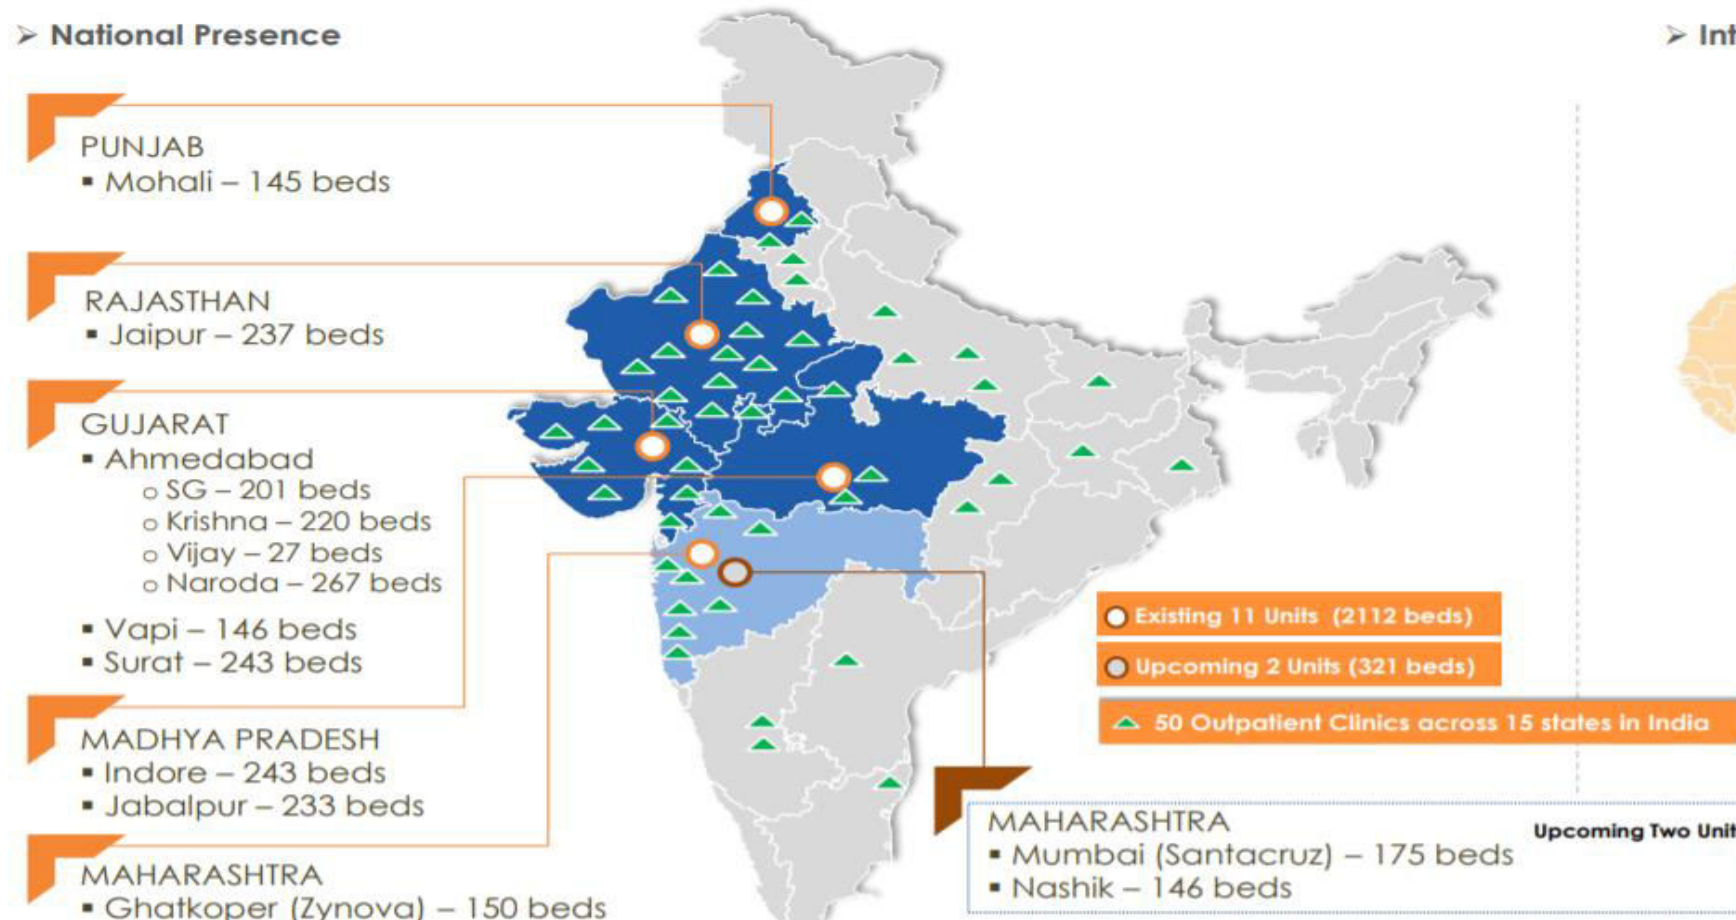 ➢ National Presence
➢ Int
PUNJAB
▪ Mohali – 145 beds
RAJASTHAN
▪ Jaipur – 237 beds
GUJARAT
▪ Ahmedabad
o SG – 201 beds
o Krishna – 220 beds
o Vijay – 27 beds
o Naroda – 267 beds
▪ Vapi – 146 beds
▪ Surat – 243 beds
MADHYA PRADESH
▪ Indore – 243 beds
▪ Jabalpur – 233 beds
MAHARASHTRA
▪ Ghatkoper (Zynova) – 150 beds
Existing 11 Units (2112 beds)
Upcoming 2 Units (321 beds)
50 Outpatient Clinics across 15 states in India
MAHARASHTRA
▪ Mumbai (Santacruz) – 175 beds
▪ Nashik – 146 beds
Upcoming Two Unit